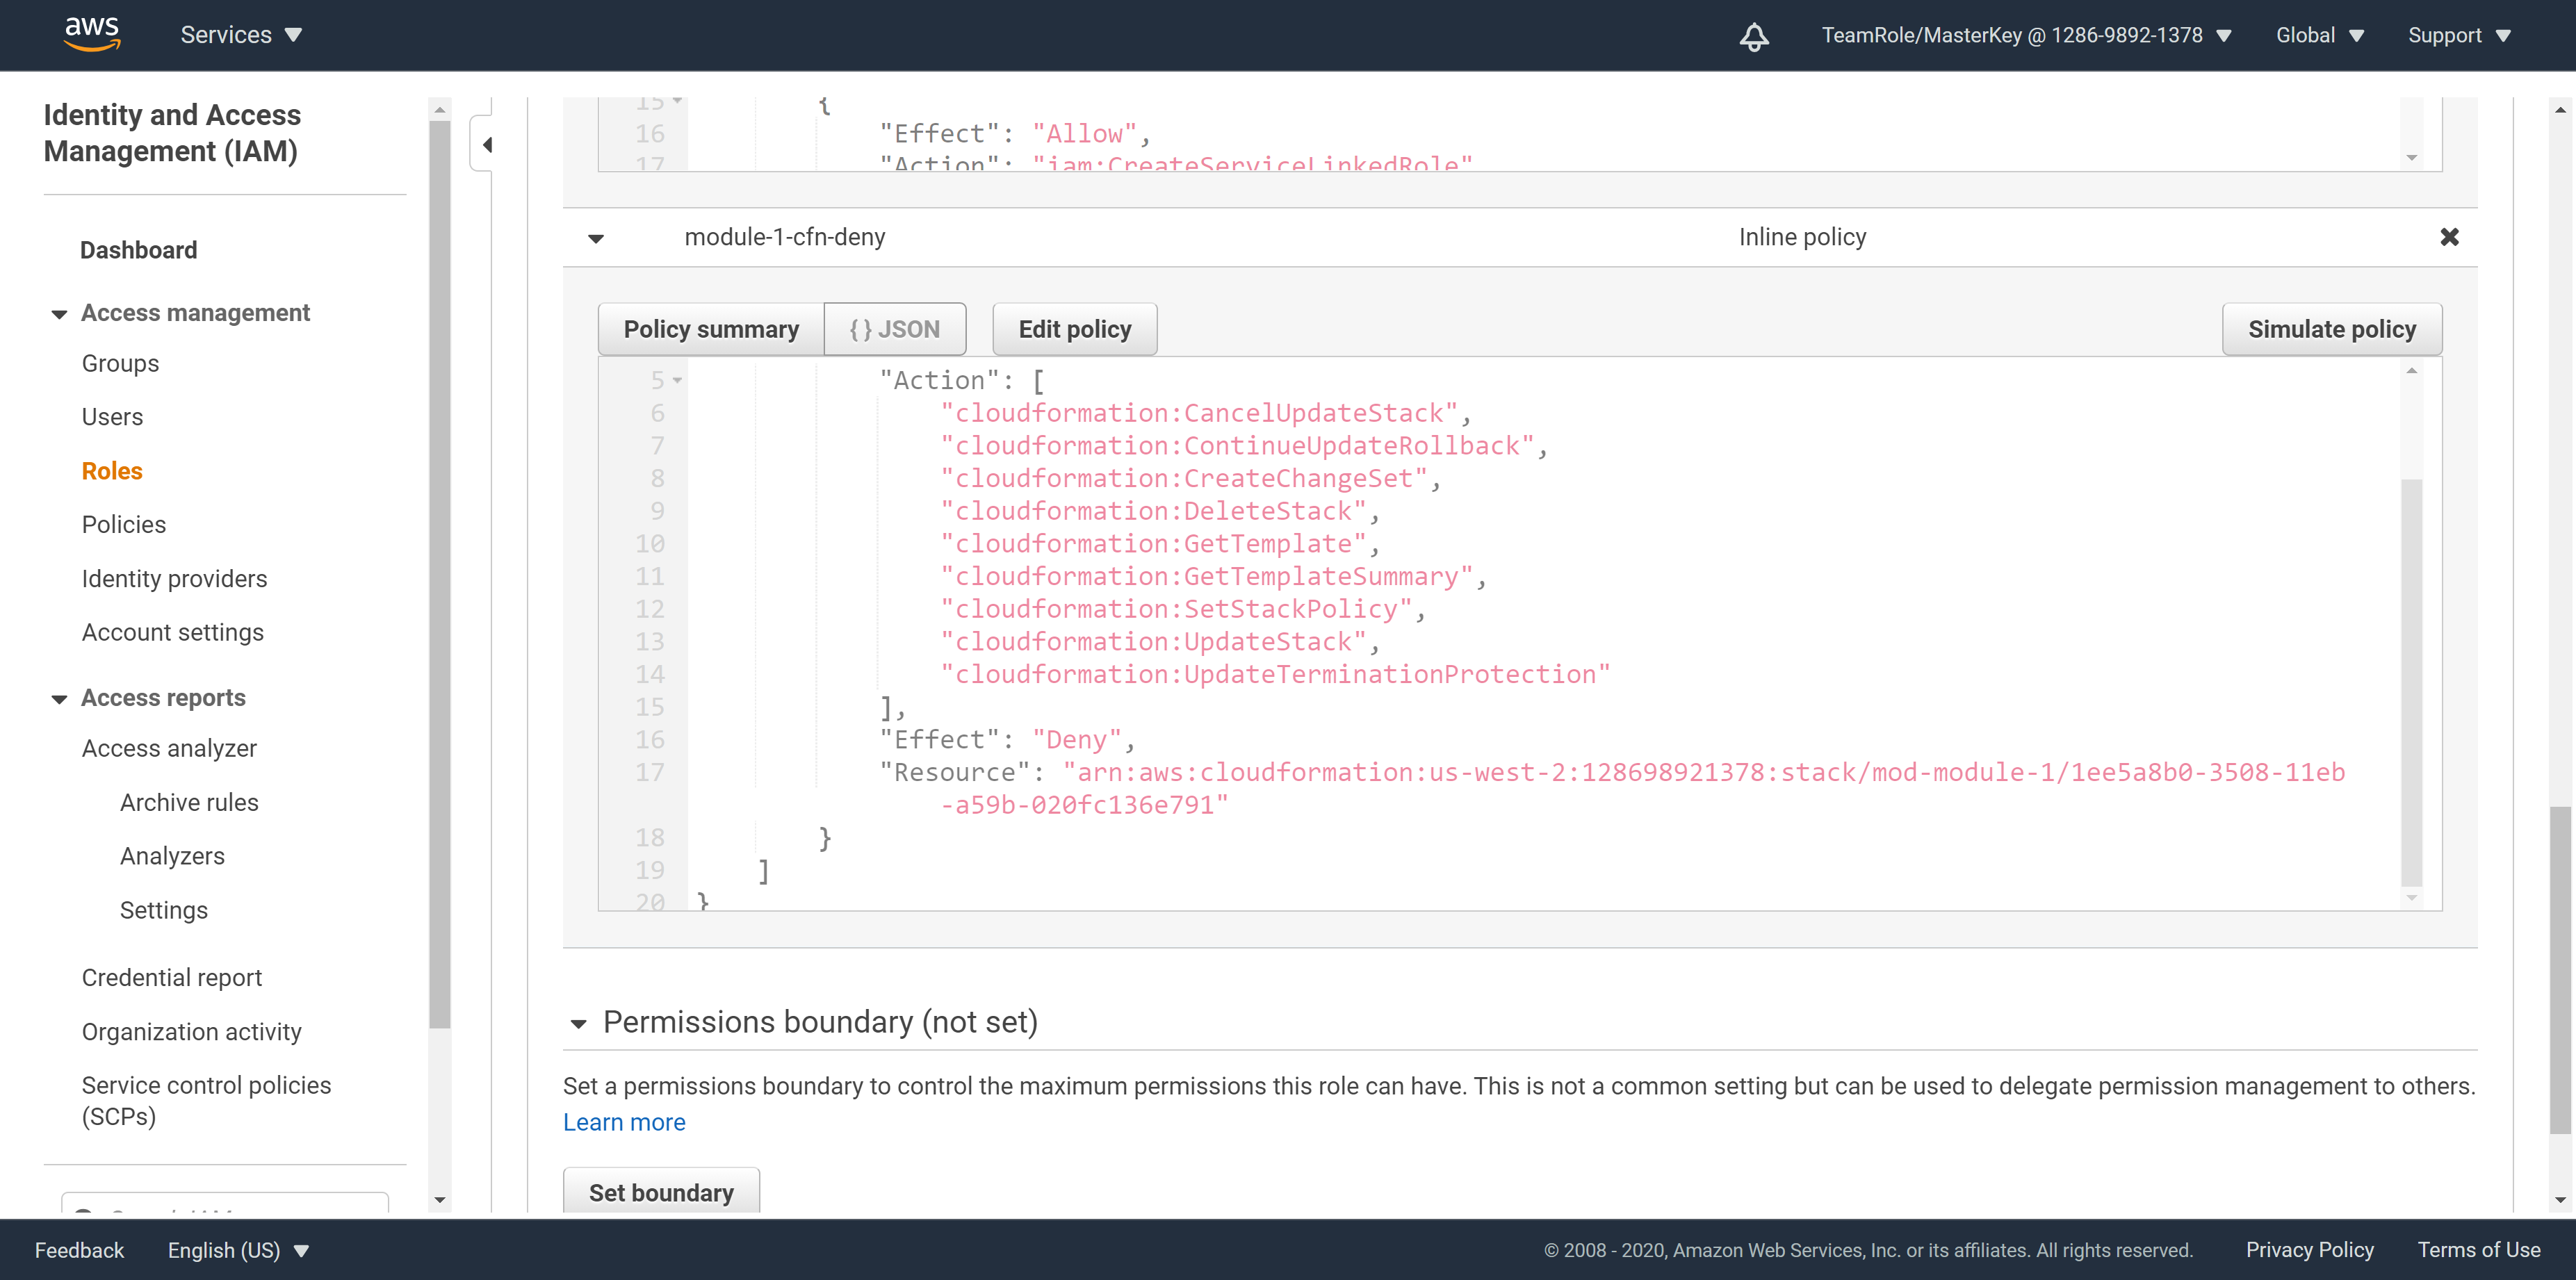 aws
Services
TeamRole/MasterKey @ 1286-9892-1378
Global
Support
Identity and Access
Management (IAM)
Dashboard
Access management
Groups
Users
Roles
Policies
Identity providers
Account settings
Access reports
Access analyzer
Archive rules
Analyzers
Settings
Credential report
Organization activity
Service control policies
(SCPs)
15 {
16 "Effect": "Allow",
17 "Action": "iam:CreateServiceLinkedRole"
module-1-cfn-deny Inline policy
Policy summary { } JSON Edit policy Simulate policy
5 "Action": [
6 "cloudformation:CancelUpdateStack",
7 "cloudformation:ContinueUpdateRollback",
8 "cloudformation:CreateChangeSet",
9 "cloudformation:DeleteStack",
10 "cloudformation:GetTemplate",
11 "cloudformation:GetTemplateSummary",
12 "cloudformation:SetStackPolicy",
13 "cloudformation:UpdateStack",
14 "cloudformation:UpdateTerminationProtection"
15 ],
16 "Effect": "Deny",
17 "Resource": "arn:aws:cloudformation:us-west-2:128698921378:stack/mod-module-1/1ee5a8b0-3508-11eb
-a59b-020fc136e791"
18 }
19 ]
20 }
Permissions boundary (not set)
Set a permissions boundary to control the maximum permissions this role can have. This is not a common setting but can be used to delegate permission management to others.
Learn more
Set boundary
Feedback
English (US)
© 2008 - 2020, Amazon Web Services, Inc. or its affiliates. All rights reserved.
Privacy Policy
Terms of Use